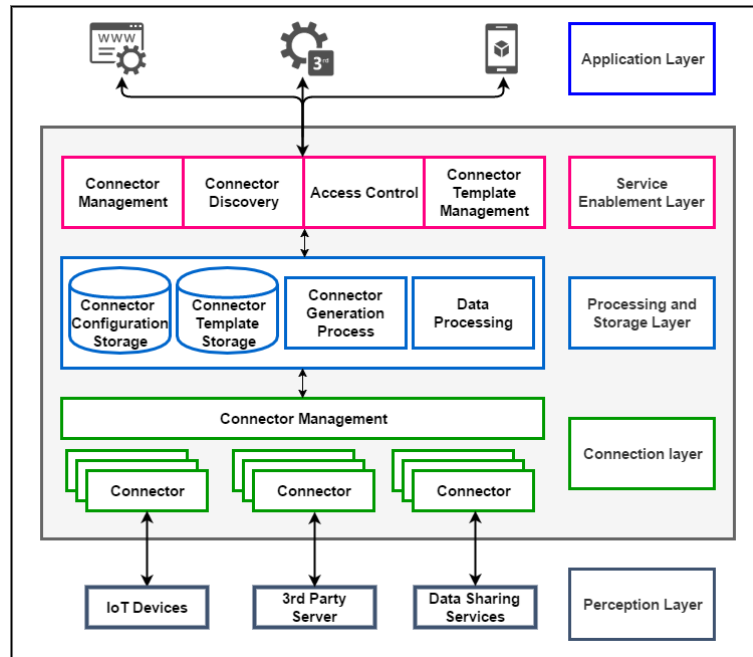 WWW
3rd
Application Layer
Connector
Management
Connector
Discovery
Access Control
Connector
Template
Management
Service
Enablement Layer
Connector
Configuration
Storage
Connector
Template
Storage
Connector
Generation
Process
Data
Processing
Processing and
Storage Layer
Connector Management
Connection layer
Connector
Connector
Connector
IoT Devices
3rd Party
Server
Data Sharing
Services
Perception Layer